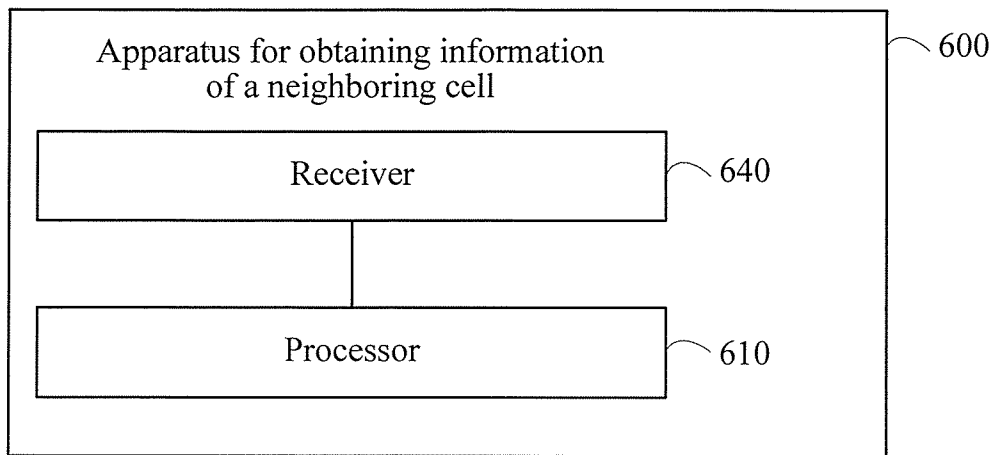 Apparatus for obtaining information
of a neighboring cell
600
Receiver
640
Processor
610